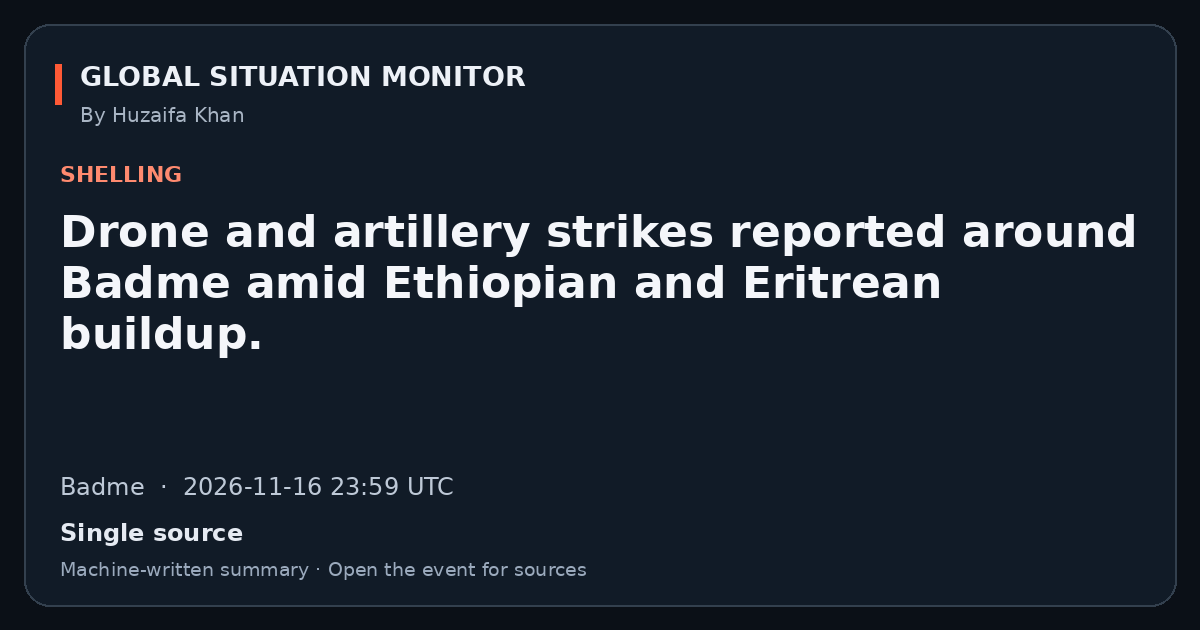 GLOBAL SITUATION MONITOR
By Huzaifa Khan
SHELLING
Drone and artillery strikes reported around
Badme amid Ethiopian and Eritrean
buildup.
Badme · 2026-11-16 23:59 UTC
Single source
Machine-written summary · Open the event for sources